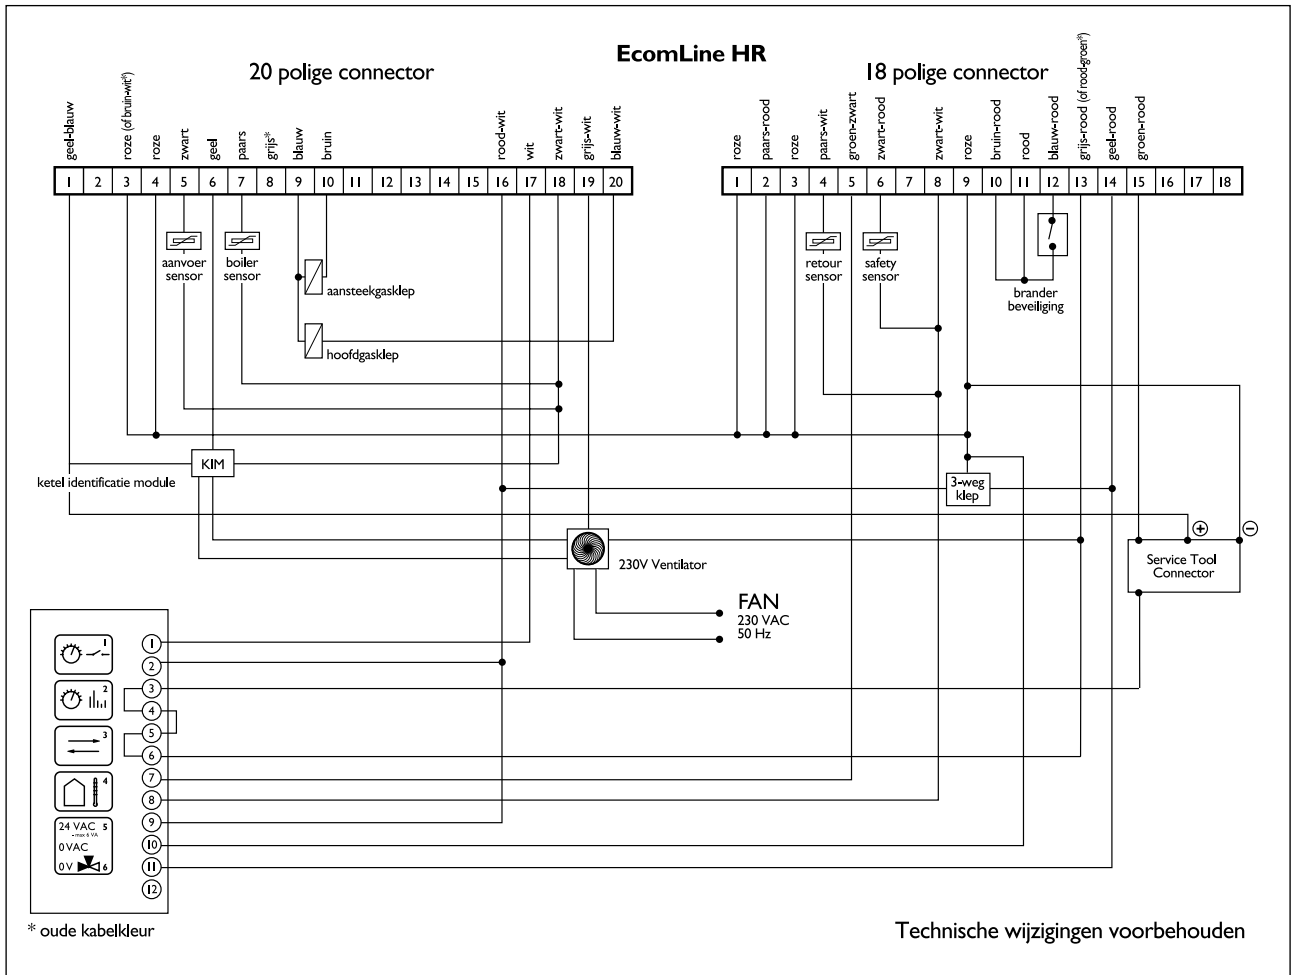 EcomLine HR
20 polige connector
18 polige connector
geel-blauw
roze (of bruin-wit*)
roze
zwart
geel
paars
grijs*
blauw
bruin
rood-wit
wit
zwart-wit
grijs-wit
blauw-wit
roze
paars-rood
roze
paars-wit
groen-zwart
zwart-rood
zwart-wit
roze
bruin-rood
rood
blauw-rood
grijs-rood (of rood-groen*)
geel-rood
groen-rood
1 2 3 4 5 6 7 8 9 10 11 12 13 14 15 16 17 18 19 20
1 2 3 4 5 6 7 8 9 10 11 12 13 14 15 16 17 18
aanvoer
sensor
boiler
sensor
aansteekgasklep
hoofdgasklep
retour
sensor
safety
sensor
brander
beveiliging
KIM
ketel identificatie module
3-weg
klep
230V Ventilator
+
−
Service Tool
Connector
FAN
230 VAC
50 Hz
1
2
3
4
5
6
7
8
9
10
11
12
1
2
3
4
24 VAC 5
- max 6 VA
0VAC
0V 6
* oude kabelkleur
Technische wijzigingen voorbehouden